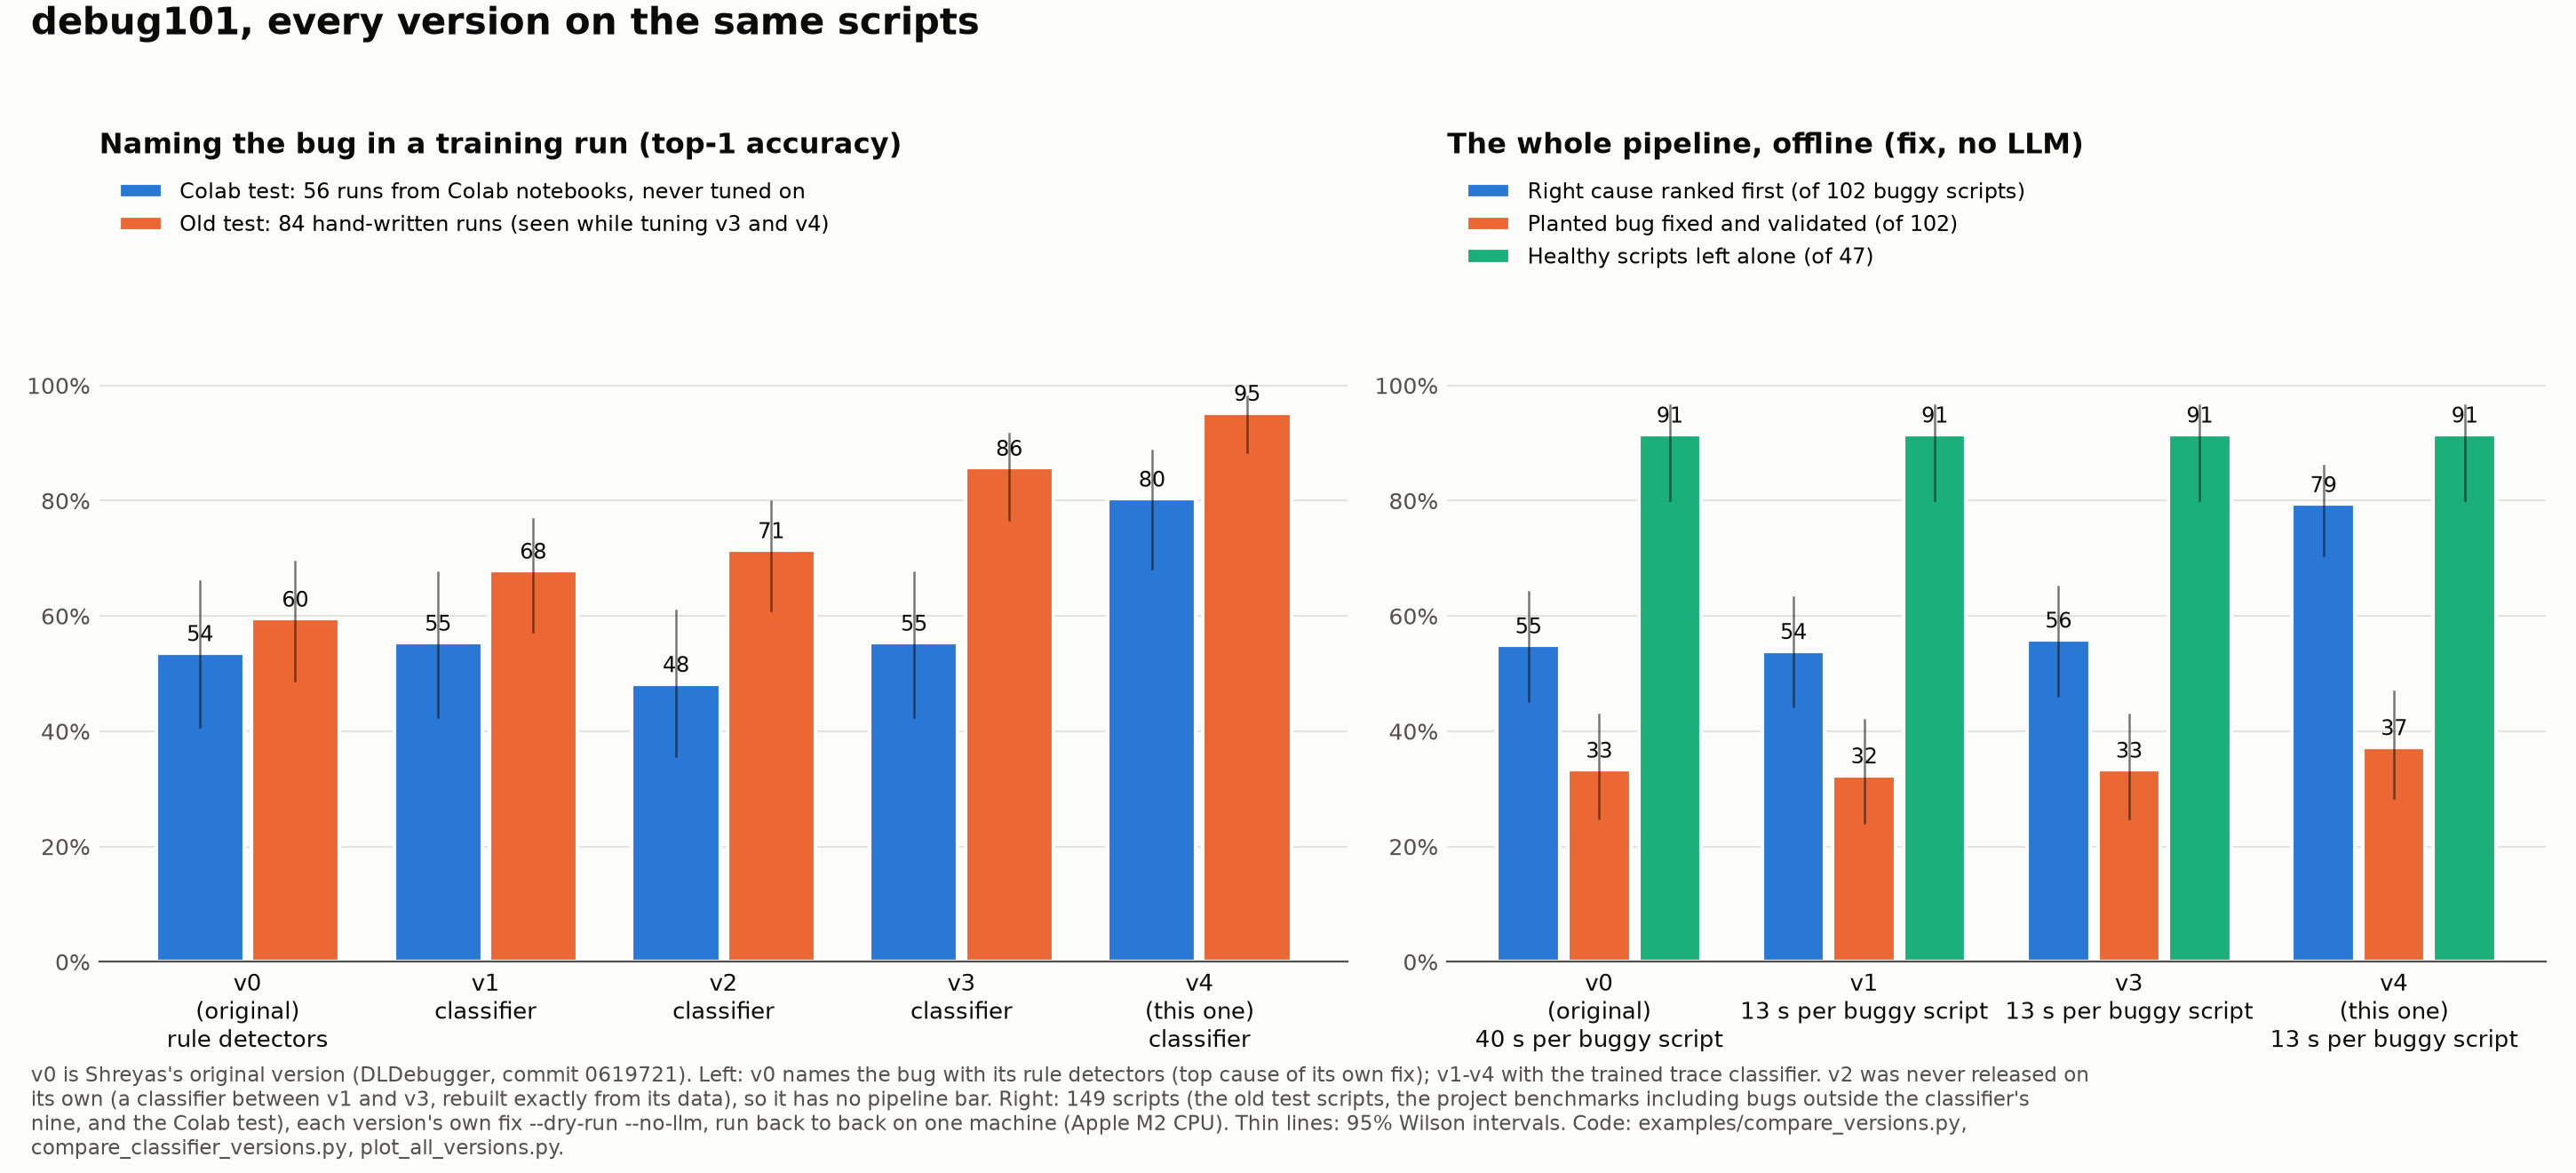 debug101, every version on the same scripts
Naming the bug in a training run (top-1 accuracy)
Colab test: 56 runs from Colab notebooks, never tuned on
Old test: 84 hand-written runs (seen while tuning v3 and v4)
100%
80%
60%
40%
20%
0%
54
60
55
68
48
71
55
86
80
95
v0
(original)
rule detectors
v1
classifier
v2
classifier
v3
classifier
v4
(this one)
classifier
The whole pipeline, offline (fix, no LLM)
Right cause ranked first (of 102 buggy scripts)
Planted bug fixed and validated (of 102)
Healthy scripts left alone (of 47)
100%
80%
60%
40%
20%
0%
55
33
91
54
32
91
56
33
91
79
37
91
v0
(original)
40 s per buggy script
v1
13 s per buggy script
v3
13 s per buggy script
v4
(this one)
13 s per buggy script
v0 is Shreyas's original version (DLDebugger, commit 0619721). Left: v0 names the bug with its rule detectors (top cause of its own fix); v1-v4 with the trained trace classifier. v2 was never released on
its own (a classifier between v1 and v3, rebuilt exactly from its data), so it has no pipeline bar. Right: 149 scripts (the old test scripts, the project benchmarks including bugs outside the classifier's
nine, and the Colab test), each version's own fix --dry-run --no-llm, run back to back on one machine (Apple M2 CPU). Thin lines: 95% Wilson intervals. Code: examples/compare_versions.py,
compare_classifier_versions.py, plot_all_versions.py.